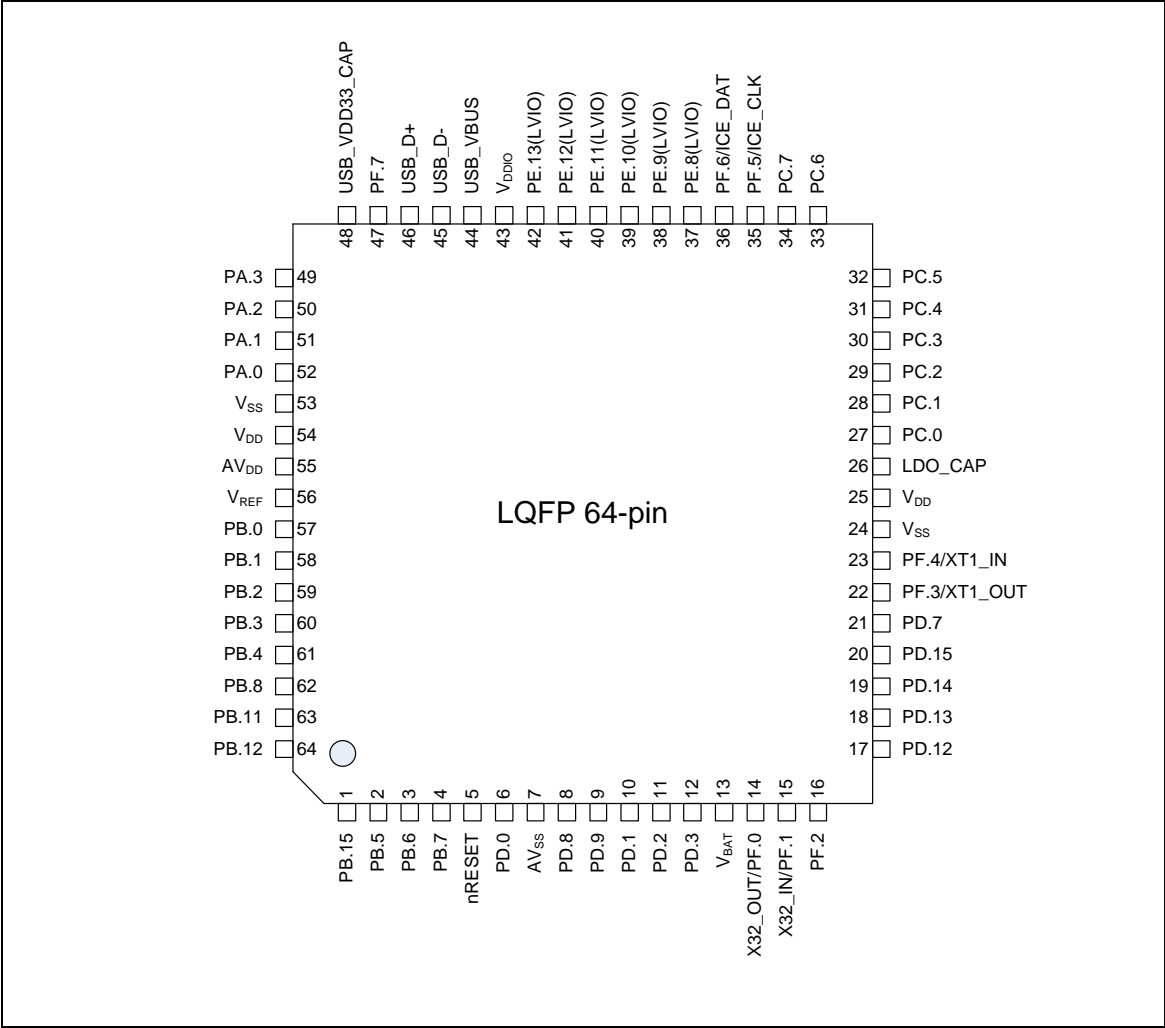 USB_VDD33_CAP
PF.7
USB_D+
USB_D-
USB_VBUS
VDDIO
PE.13(LVIO)
PE.12(LVIO)
PE.11(LVIO)
PE.10(LVIO)
PE.9(LVIO)
PE.8(LVIO)
PF.6/ICE_DAT
PF.5/ICE_CLK
PC.7
PC.6
48
47
46
45
44
43
42
41
40
39
38
37
36
35
34
33
PA.3 49
PA.2 50
PA.1 51
PA.0 52
VSS 53
VDD 54
AVDD 55
VREF 56
PB.0 57
PB.1 58
PB.2 59
PB.3 60
PB.4 61
PB.8 62
PB.11 63
PB.12 64
LQFP 64-pin
32 PC.5
31 PC.4
30 PC.3
29 PC.2
28 PC.1
27 PC.0
26 LDO_CAP
25 VDD
24 VSS
23 PF.4/XT1_IN
22 PF.3/XT1_OUT
21 PD.7
20 PD.15
19 PD.14
18 PD.13
17 PD.12
1
2
3
4
5
6
7
8
9
10
11
12
13
14
15
16
PB.15
PB.5
PB.6
PB.7
nRESET
PD.0
AVSS
PD.8
PD.9
PD.1
PD.2
PD.3
VBAT
X32_OUT/PF.0
X32_IN/PF.1
PF.2